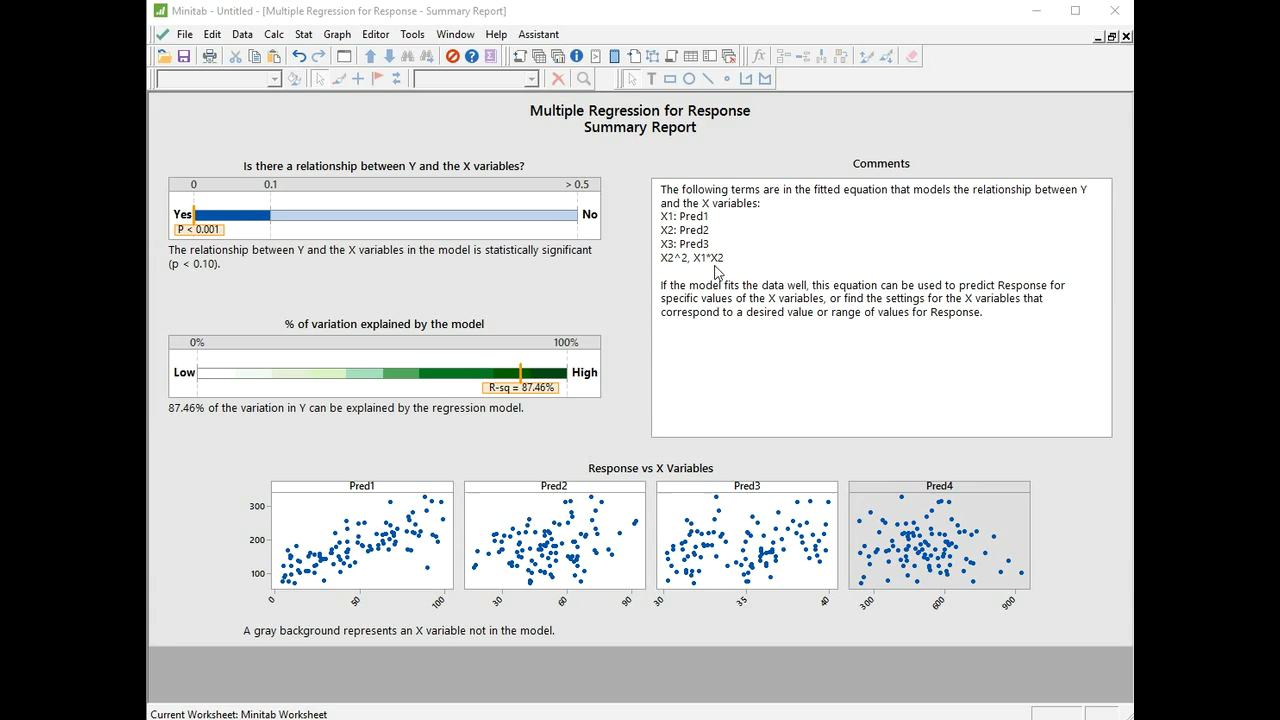 Minitab - Untitled - [Multiple Regression for Response - Summary Report]
File Edit Data Calc Stat Graph Editor Tools Window Help Assistant
Multiple Regression for Response
Summary Report
Is there a relationship between Y and the X variables?
0 0.1 > 0.5
Yes No
P < 0.001
The relationship between Y and the X variables in the model is statistically significant
(p < 0.10).
% of variation explained by the model
0% 100%
Low High
R-sq = 87.46%
87.46% of the variation in Y can be explained by the regression model.
Comments
The following terms are in the fitted equation that models the relationship between Y
and the X variables:
X1: Pred1
X2: Pred2
X3: Pred3
X2^2, X1*X2
If the model fits the data well, this equation can be used to predict Response for
specific values of the X variables, or find the settings for the X variables that
correspond to a desired value or range of values for Response.
Response vs X Variables
Pred1 Pred2 Pred3 Pred4
300
200
100
0 50 100 30 60 90 30 35 40 300 600 900
A gray background represents an X variable not in the model.
Current Worksheet: Minitab Worksheet